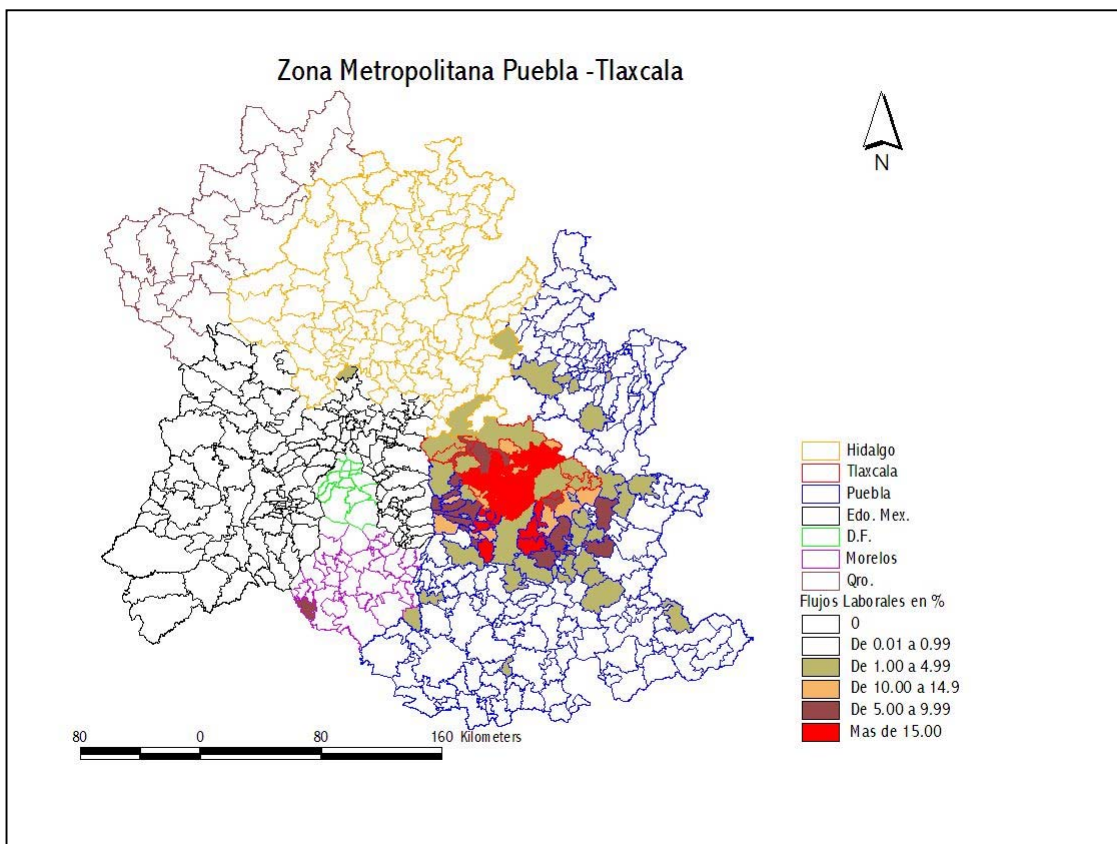 Zona Metropolitana Puebla -Tlaxcala
N
Hidalgo
Tlaxcala
Puebla
Edo. Mex.
D.F.
Morelos
Qro.
Flujos Laborales en %
0
De 0.01 a 0.99
De 1.00 a 4.99
De 10.00 a 14.9
De 5.00 a 9.99
Mas de 15.00
80 0 80 160 Kilometers